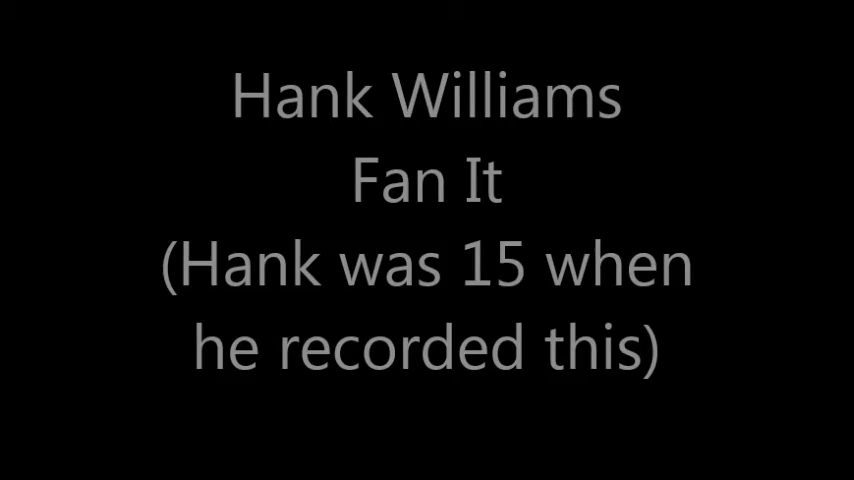 Hank Williams
Fan It
(Hank was 15 when
he recorded this)